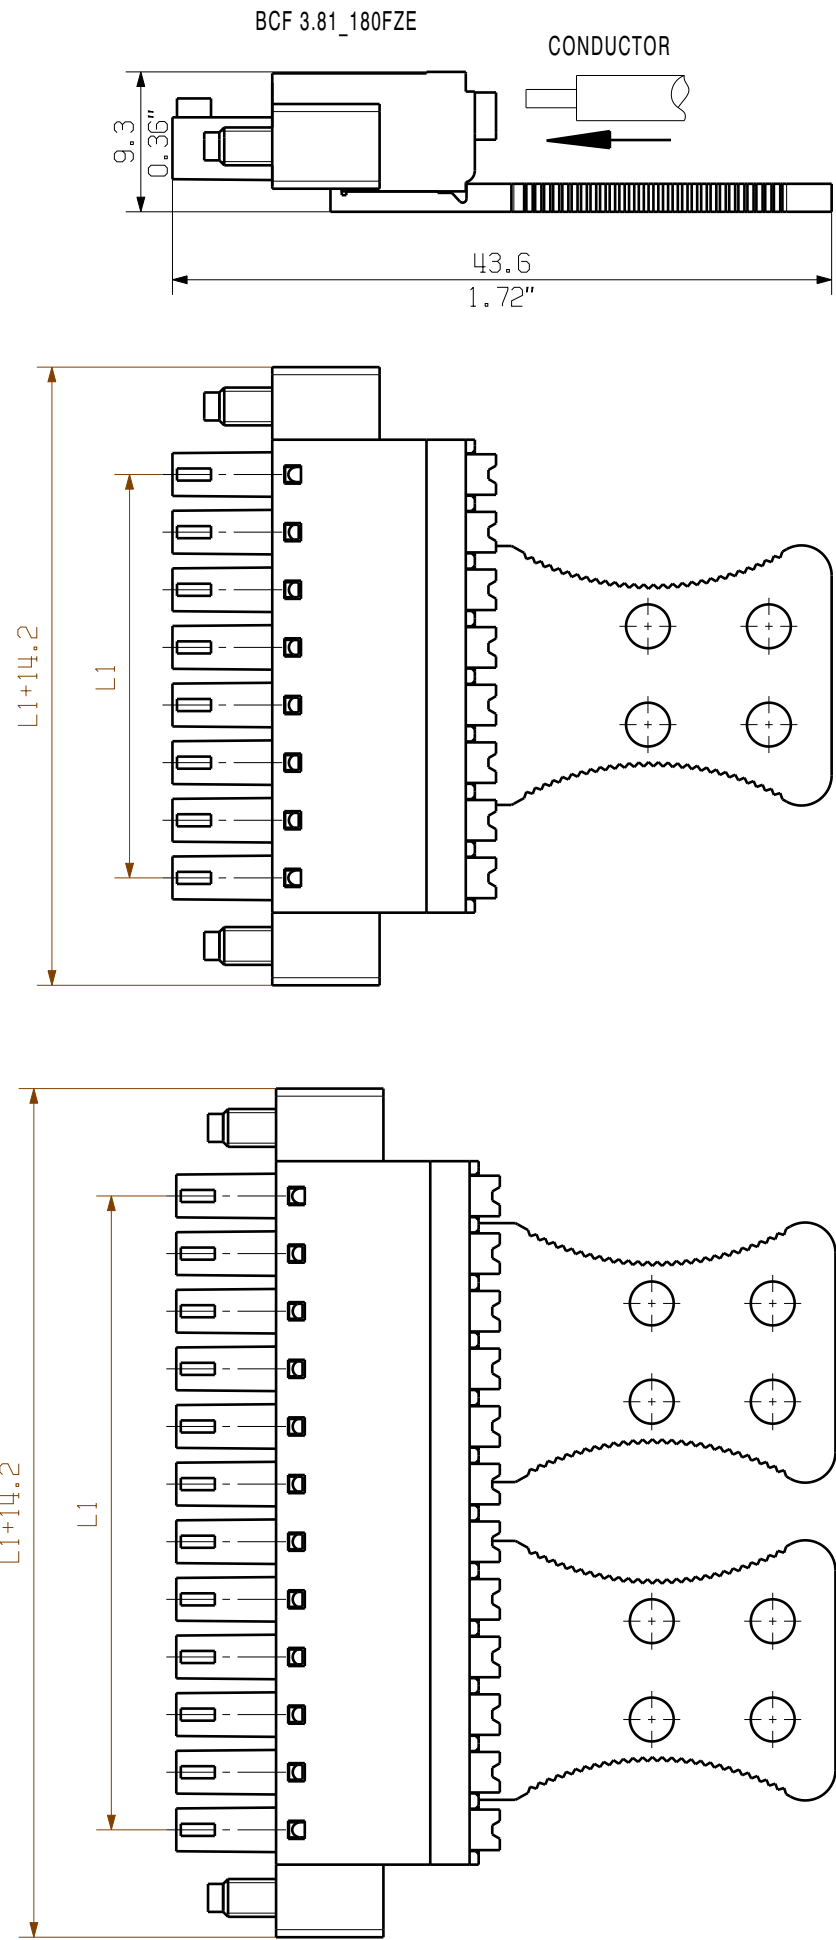 BCF 3.81_180FZE
CONDUCTOR
9.3
0.36"
43.6
1.72"
L1+14.2
L1
L1+14.2
L1